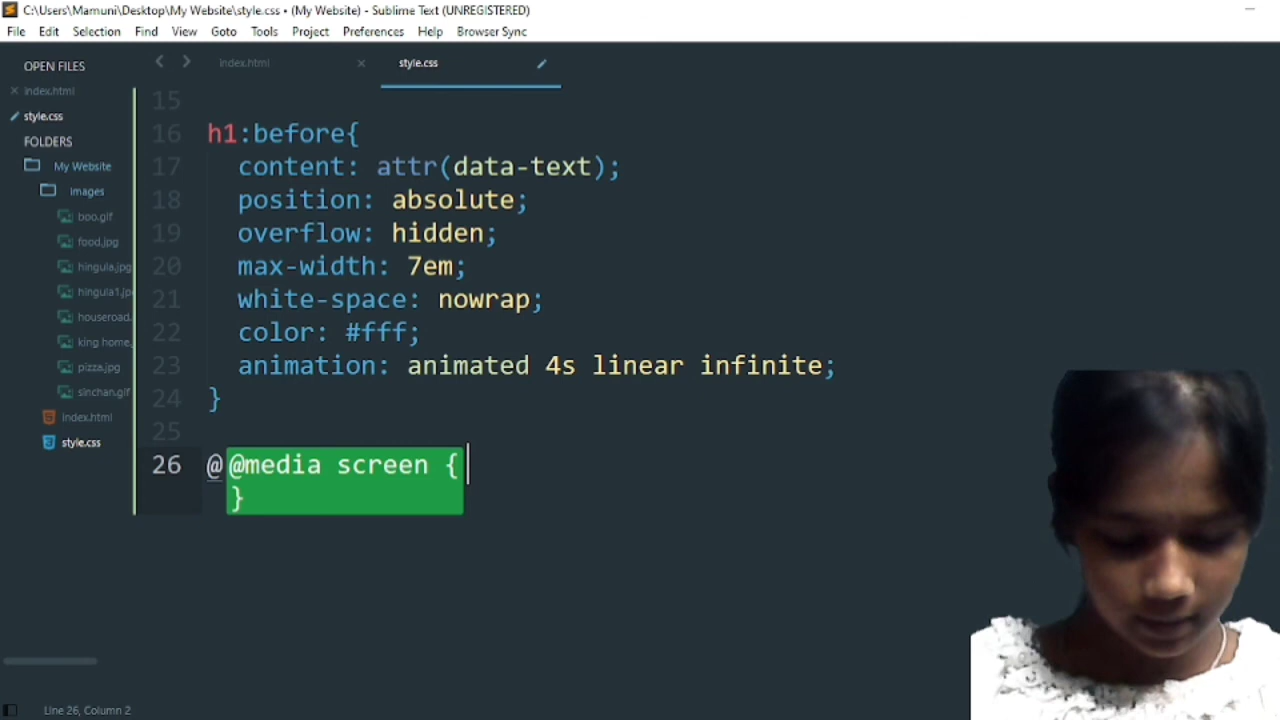 C:\Users\Mamuni\Desktop\My Website\style.css • (My Website) - Sublime Text (UNREGISTERED)
File Edit Selection Find View Goto Tools Project Preferences Help Browser Sync
OPEN FILES
index.html
style.css
FOLDERS
My Website
images
boo.gif
food.jpg
hingula.jpg
hingula1.jp
houseroad.
king home.
pizza.jpg
sinchan.gif
index.html
style.css
index.html
style.css
15
16 h1:before{
17 content: attr(data-text);
18 position: absolute;
19 overflow: hidden;
20 max-width: 7em;
21 white-space: nowrap;
22 color: #fff;
23 animation: animated 4s linear infinite;
24 }
25
26 @ @media screen {
}
Line 26, Column 2